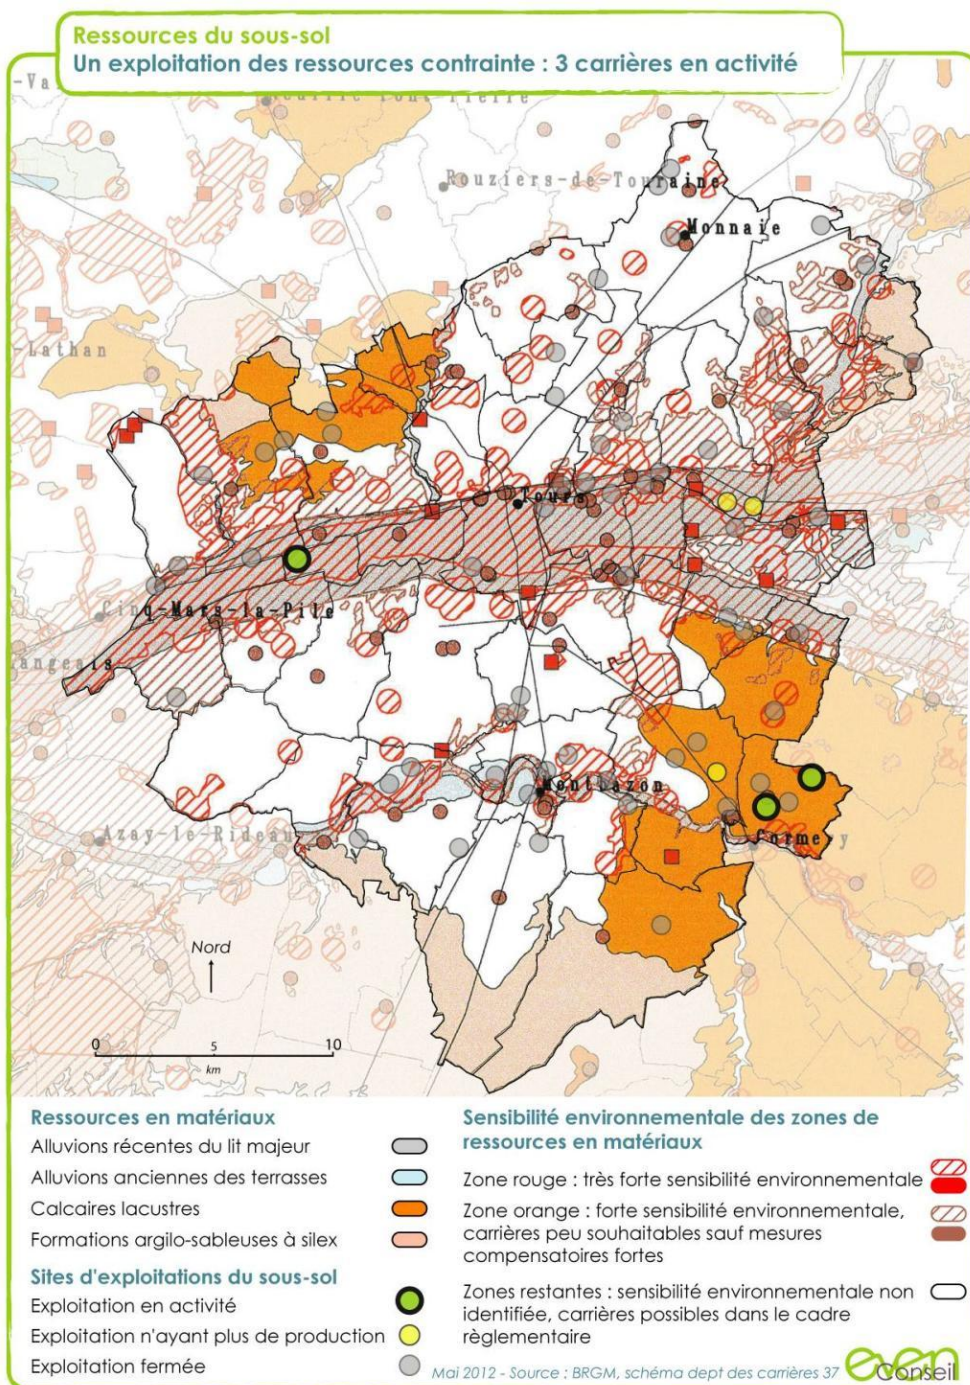 Ressources du sous-sol
Un exploitation des ressources contrainte : 3 carrières en activité
Rouziers-de-Touraine
Monnaie
-Lathan
Tours
Cinq-Mars-la-Pile
Montbazon
Azay-le-Rideau
Nord
0 5 10
km
Ressources en matériaux
Alluvions récentes du lit majeur
Alluvions anciennes des terrasses
Calcaires lacustres
Formations argilo-sableuses à silex
Sites d'exploitations du sous-sol
Exploitation en activité
Exploitation n'ayant plus de production
Exploitation fermée
Sensibilité environnementale des zones de
ressources en matériaux
Zone rouge : très forte sensibilité environnementale
Zone orange : forte sensibilité environnementale,
carrières peu souhaitables sauf mesures
compensatoires fortes
Zones restantes : sensibilité environnementale non
identifiée, carrières possibles dans le cadre
règlementaire
Mai 2012 - Source : BRGM, schéma dept des carrières 37
even
Conseil